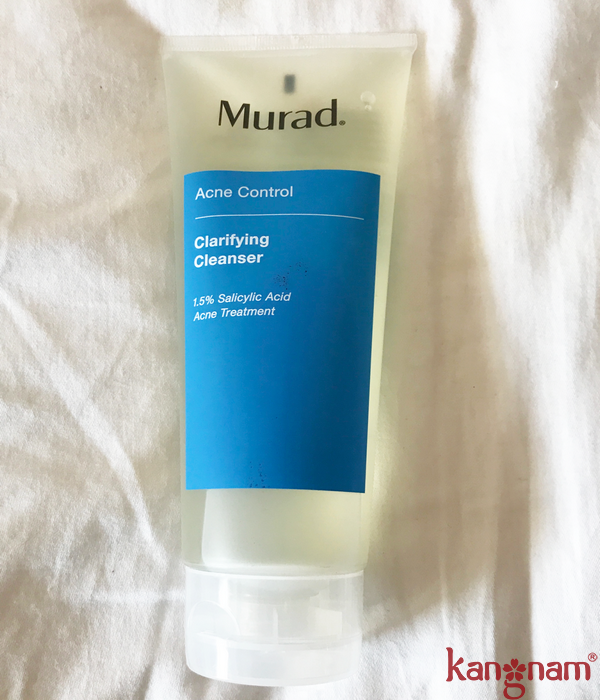 Murad®
Acne Control
Clarifying
Cleanser
1.5% Salicylic Acid
Acne Treatment
kangnam®